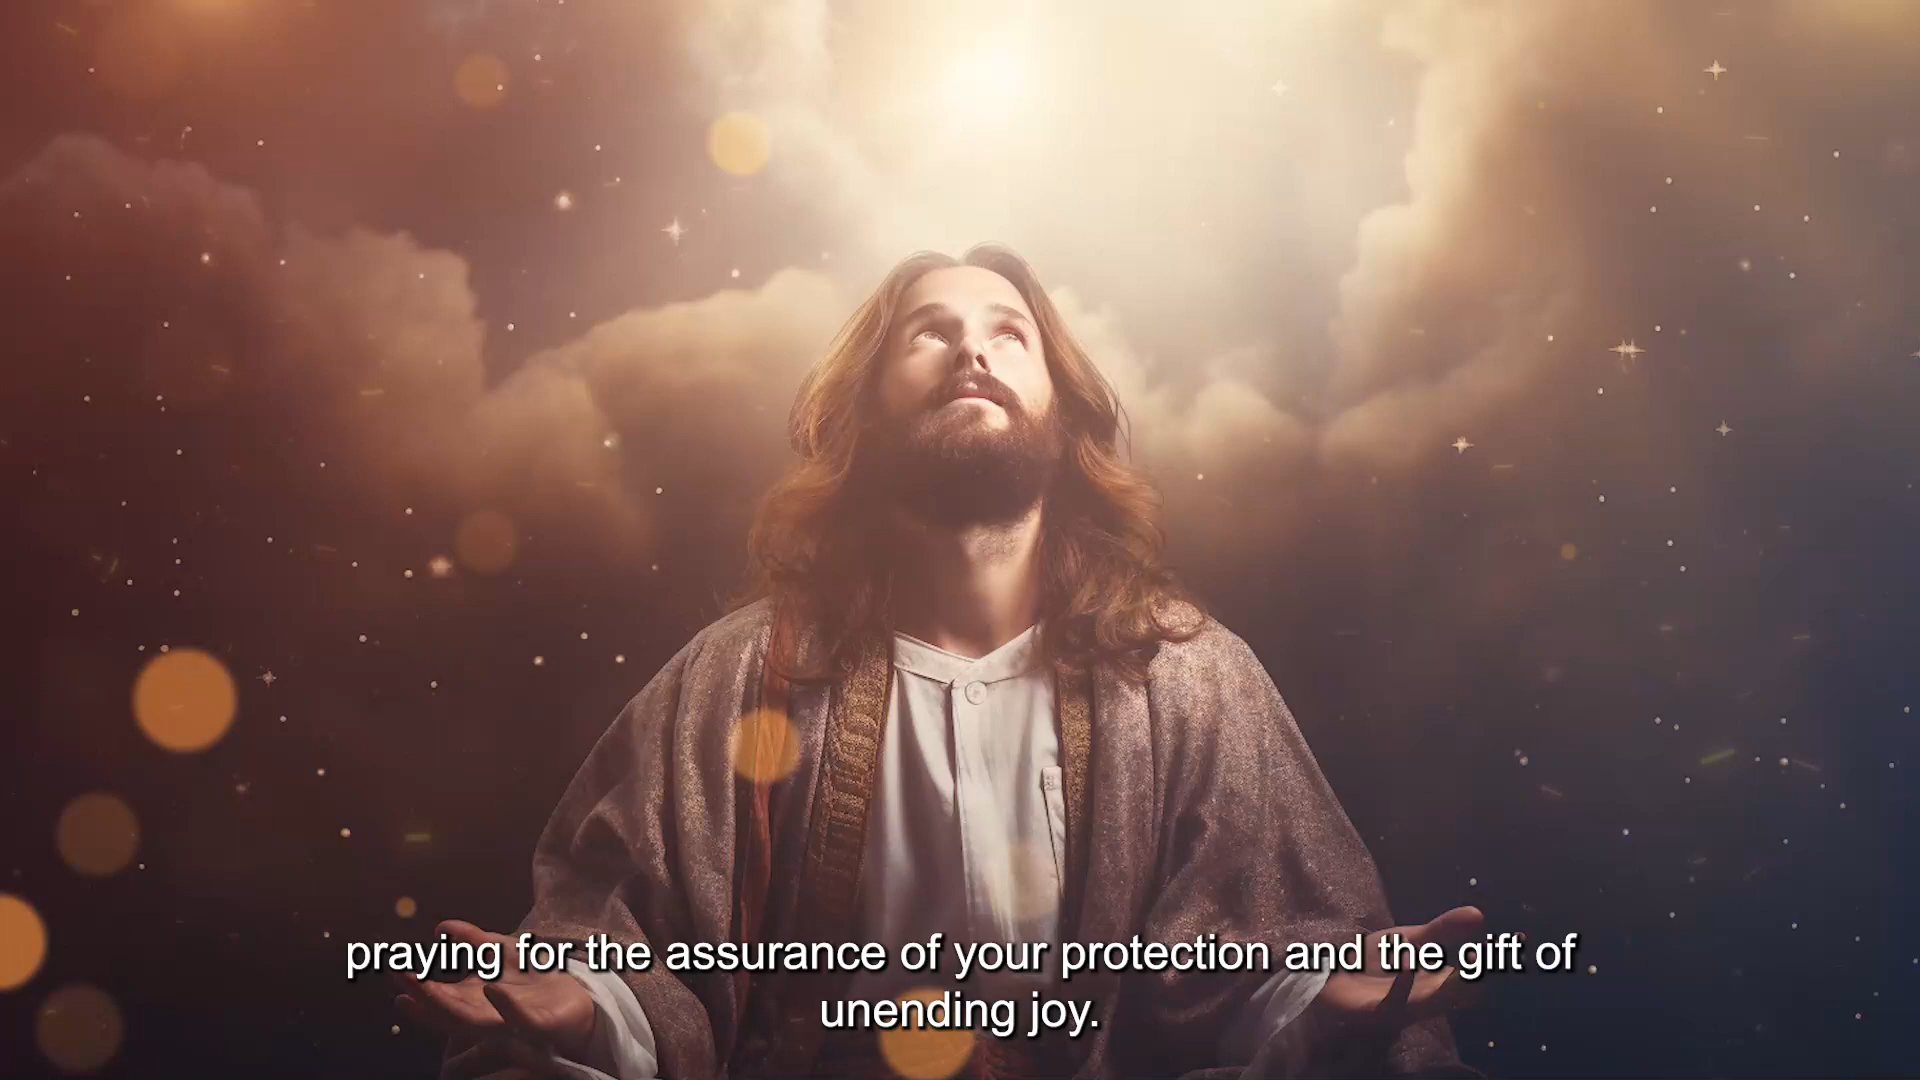 praying for the assurance of your protection and the gift of
unending joy.